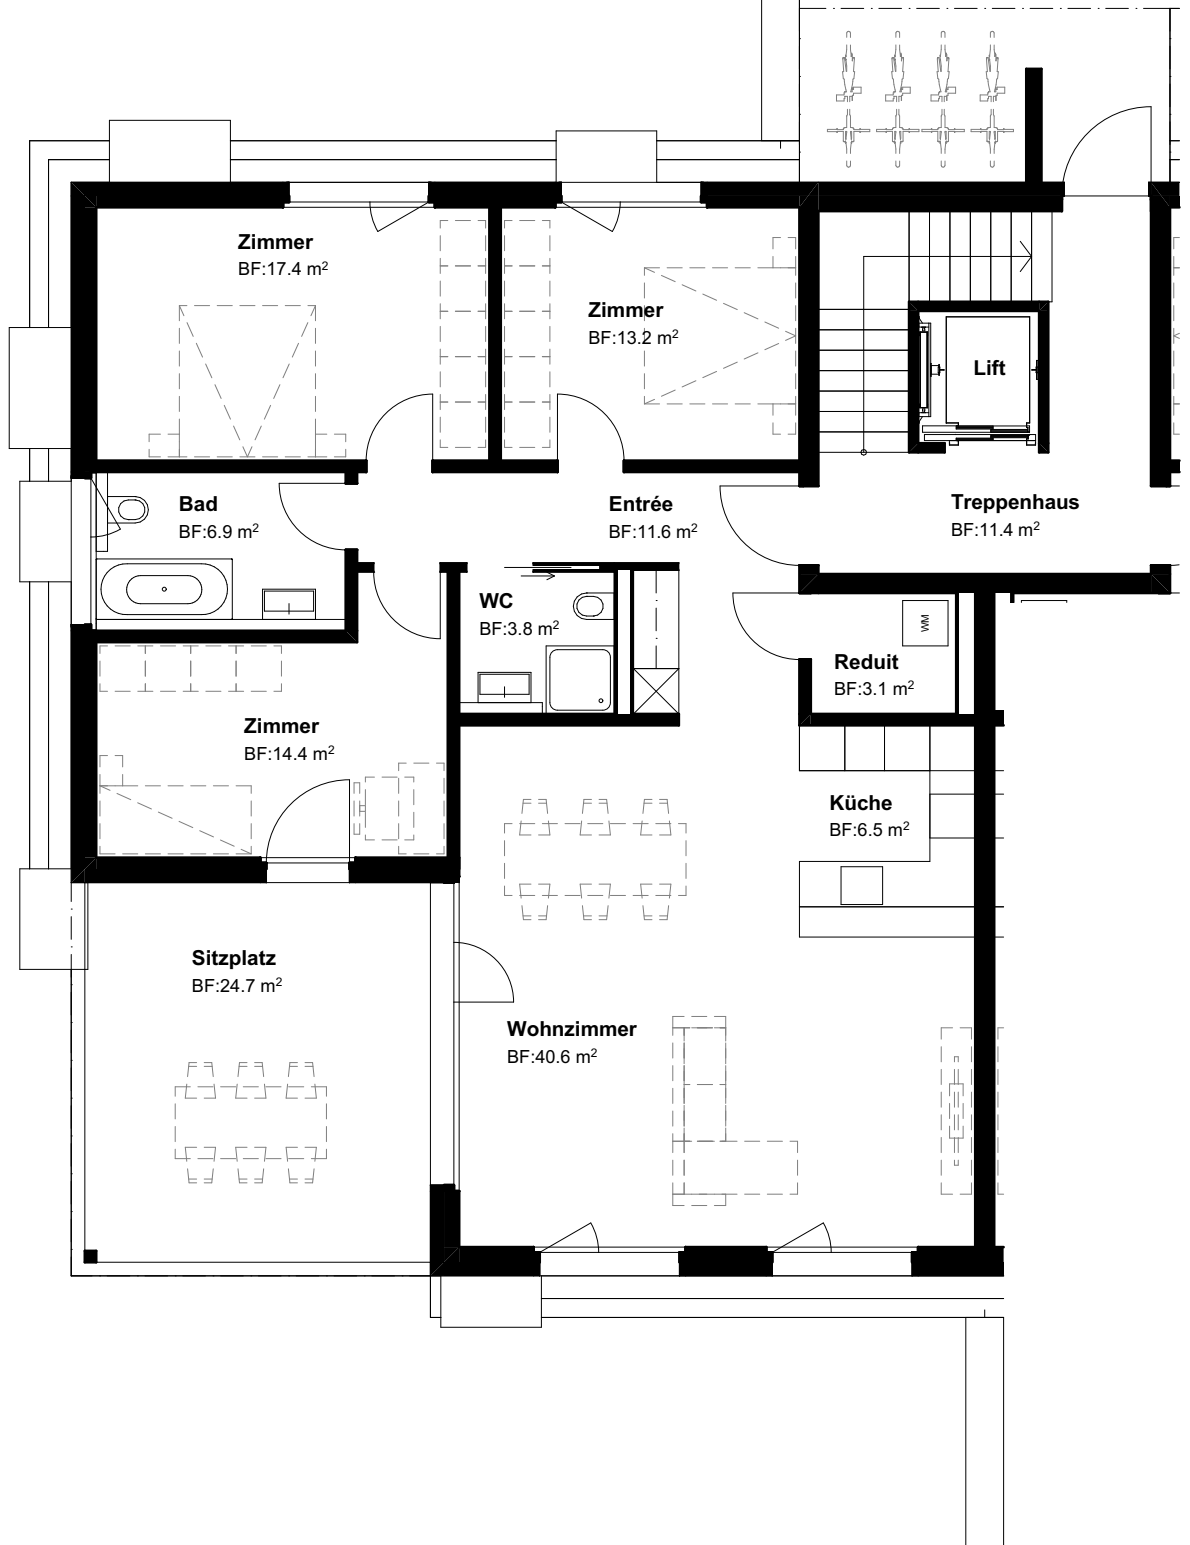 Zimmer
BF:17.4 m²
Zimmer
BF:13.2 m²
Lift
Bad
BF:6.9 m²
Entrée
BF:11.6 m²
Treppenhaus
BF:11.4 m²
WC
BF:3.8 m²
WM
Reduit
BF:3.1 m²
Zimmer
BF:14.4 m²
Küche
BF:6.5 m²
Sitzplatz
BF:24.7 m²
Wohnzimmer
BF:40.6 m²